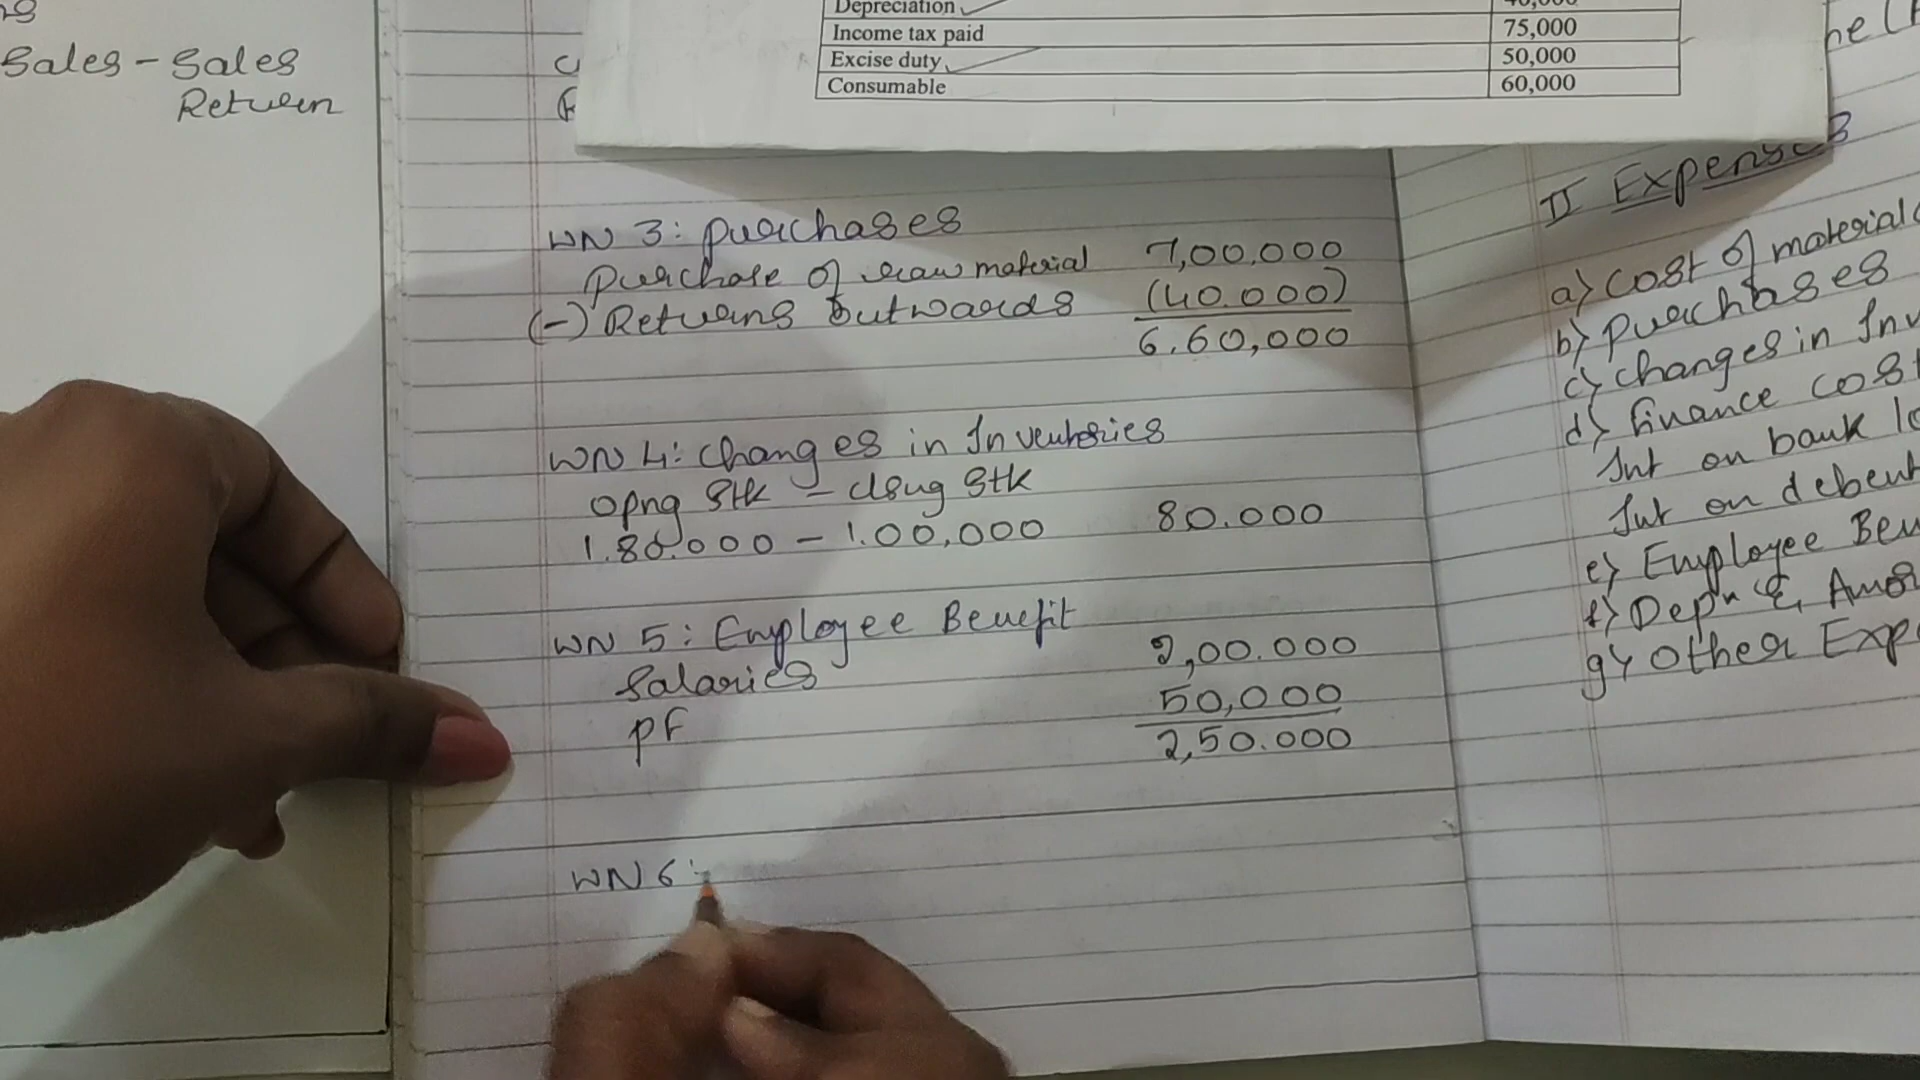 Sales - Sales
Return
Depreciation
Income tax paid 75,000
Excise duty 50,000
Consumable 60,000
WN 3: purchases
purchase of raw material 7,00,000
(-) Returns outwards (40.000)
6,60,000
WN 4: changes in Inventories
opng Stk - clsng Stk
1.80.000 - 1.00,000 80.000
WN 5: Employee Benefit
Salaries 2,00.000
PF 50,000
2,50.000
WN 6:
II Expenses
a) cost of material
b) purchases
c) changes in Inv
d) finance cost
Int on bank lo
Int on debent
e) Employee Ben
f) Depn & Amor
g) Other Exp